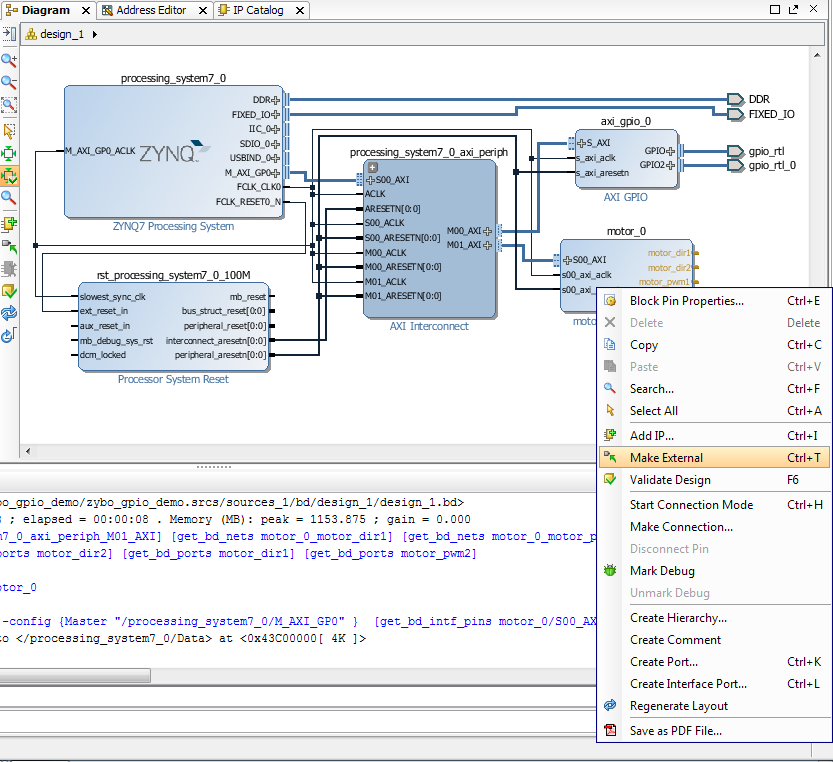 Diagram
Address Editor
IP Catalog
design_1
processing_system7_0
DDR
FIXED_IO
IIC_0
SDIO_0
USBIND_0
M_AXI_GP0
FCLK_CLK0
FCLK_RESET0_N
M_AXI_GP0_ACLK
ZYNQ
ZYNQ7 Processing System
rst_processing_system7_0_100M
slowest_sync_clk
ext_reset_in
aux_reset_in
mb_debug_sys_rst
dcm_locked
mb_reset
bus_struct_reset[0:0]
peripheral_reset[0:0]
interconnect_aresetn[0:0]
peripheral_aresetn[0:0]
Processor System Reset
processing_system7_0_axi_periph
S00_AXI
ACLK
ARESETN[0:0]
S00_ACLK
S00_ARESETN[0:0]
M00_ACLK
M00_ARESETN[0:0]
M01_ACLK
M01_ARESETN[0:0]
M00_AXI
M01_AXI
AXI Interconnect
axi_gpio_0
S_AXI
s_axi_aclk
s_axi_aresetn
GPIO
GPIO2
AXI GPIO
motor_0
S00_AXI
s00_axi_aclk
s00_axi_
motor_dir1
motor_dir2
motor_pwm1
moto
DDR
FIXED_IO
gpio_rtl
gpio_rtl_0
Block Pin Properties... Ctrl+E
Delete Delete
Copy Ctrl+C
Paste Ctrl+V
Search... Ctrl+F
Select All Ctrl+A
Add IP... Ctrl+I
Make External Ctrl+T
Validate Design F6
Start Connection Mode Ctrl+H
Make Connection...
Disconnect Pin
Mark Debug
Unmark Debug
Create Hierarchy...
Create Comment
Create Port... Ctrl+K
Create Interface Port... Ctrl+L
Regenerate Layout
Save as PDF File...
bo_gpio_demo/zybo_gpio_demo.srcs/sources_1/bd/design_1/design_1.bd>
; elapsed = 00:00:08 . Memory (MB): peak = 1153.875 ; gain = 0.000
m7_0_axi_periph_M01_AXI] [get_bd_nets motor_0_motor_dir1] [get_bd_nets motor_0_motor_p
ports motor_dir2] [get_bd_ports motor_dir1] [get_bd_ports motor_pwm2]
otor_0
-config {Master "/processing_system7_0/M_AXI_GP0" } [get_bd_intf_pins motor_0/S00_AX
to </processing_system7_0/Data> at <0x43C00000[ 4K ]>